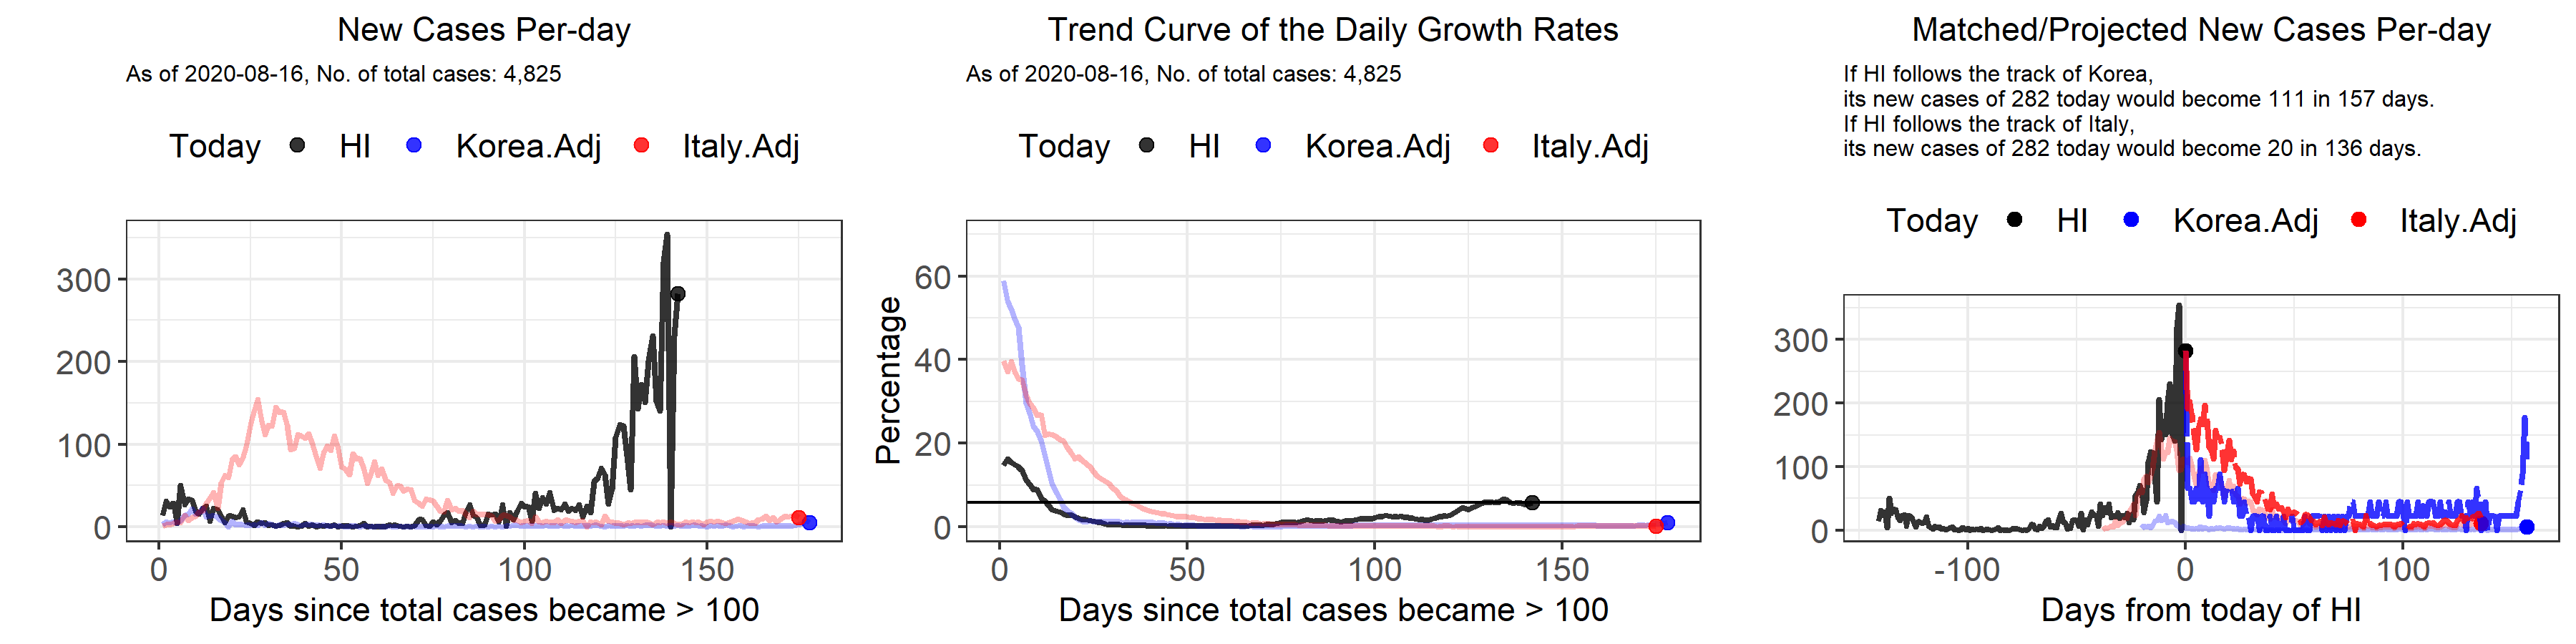 New Cases Per-day
As of 2020-08-16, No. of total cases: 4,825
Today HI Korea.Adj Italy.Adj
300
200
100
0
0 50 100 150
Days since total cases became > 100
Trend Curve of the Daily Growth Rates
As of 2020-08-16, No. of total cases: 4,825
Today HI Korea.Adj Italy.Adj
Percentage
60
40
20
0
0 50 100 150
Days since total cases became > 100
Matched/Projected New Cases Per-day
If HI follows the track of Korea,
its new cases of 282 today would become 111 in 157 days.
If HI follows the track of Italy,
its new cases of 282 today would become 20 in 136 days.
Today HI Korea.Adj Italy.Adj
300
200
100
0
-100 0 100
Days from today of HI